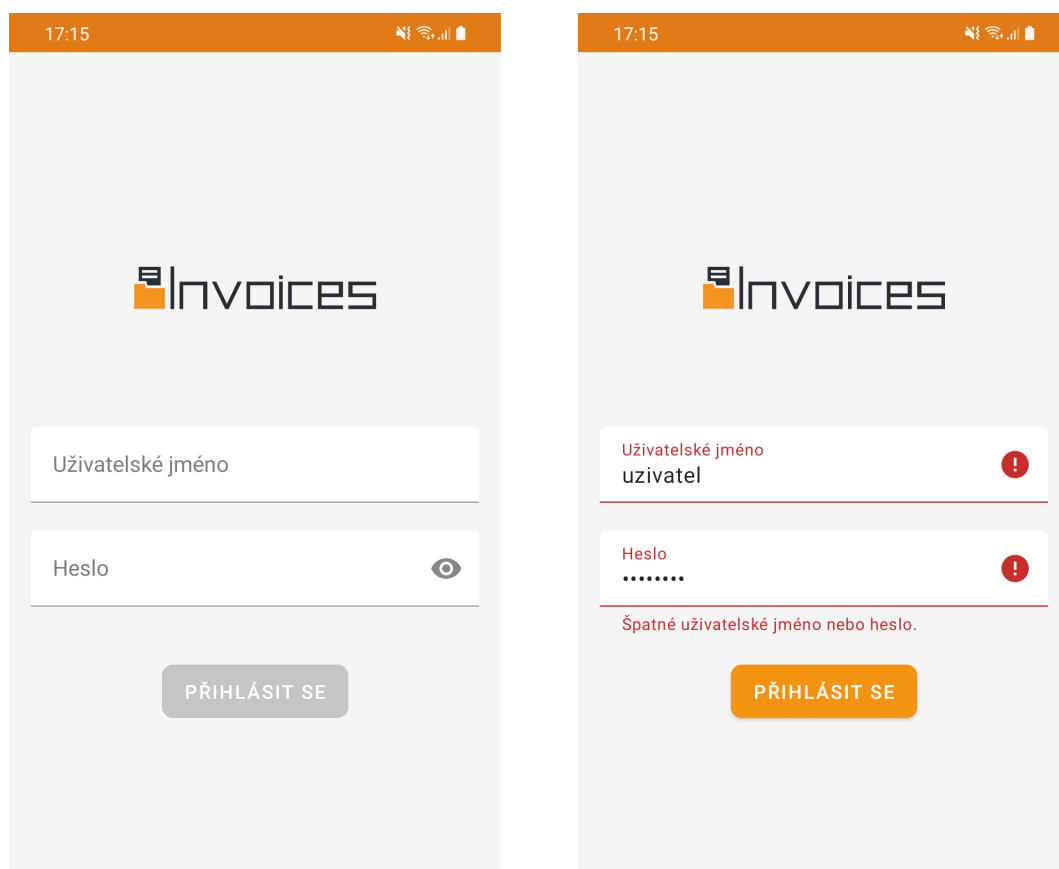 17:15
Invoices
Uživatelské jméno
Heslo
PŘIHLÁSIT SE
17:15
Invoices
Uživatelské jméno
uzivatel
Heslo
••••••••
Špatné uživatelské jméno nebo heslo.
PŘIHLÁSIT SE